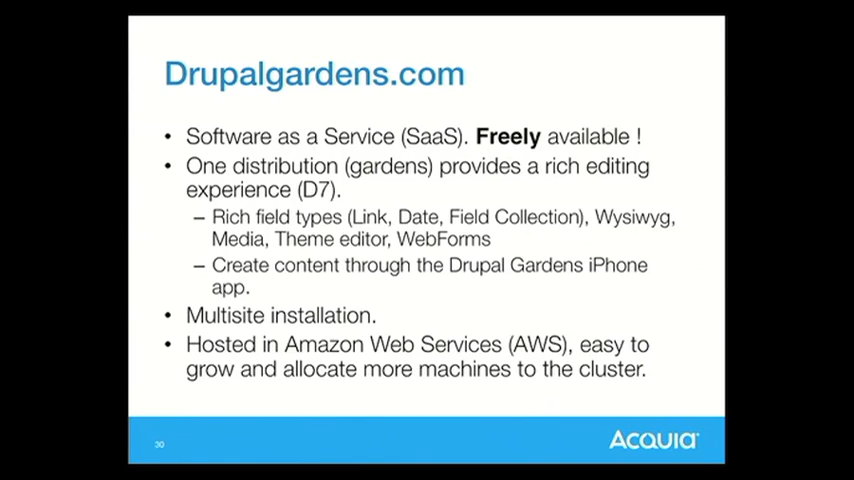 Drupalgardens.com
• Software as a Service (SaaS). Freely available !
• One distribution (gardens) provides a rich editing
experience (D7).
– Rich field types (Link, Date, Field Collection), Wysiwyg,
Media, Theme editor, WebForms
– Create content through the Drupal Gardens iPhone
app.
• Multisite installation.
• Hosted in Amazon Web Services (AWS), easy to
grow and allocate more machines to the cluster.
30
ACQUIA